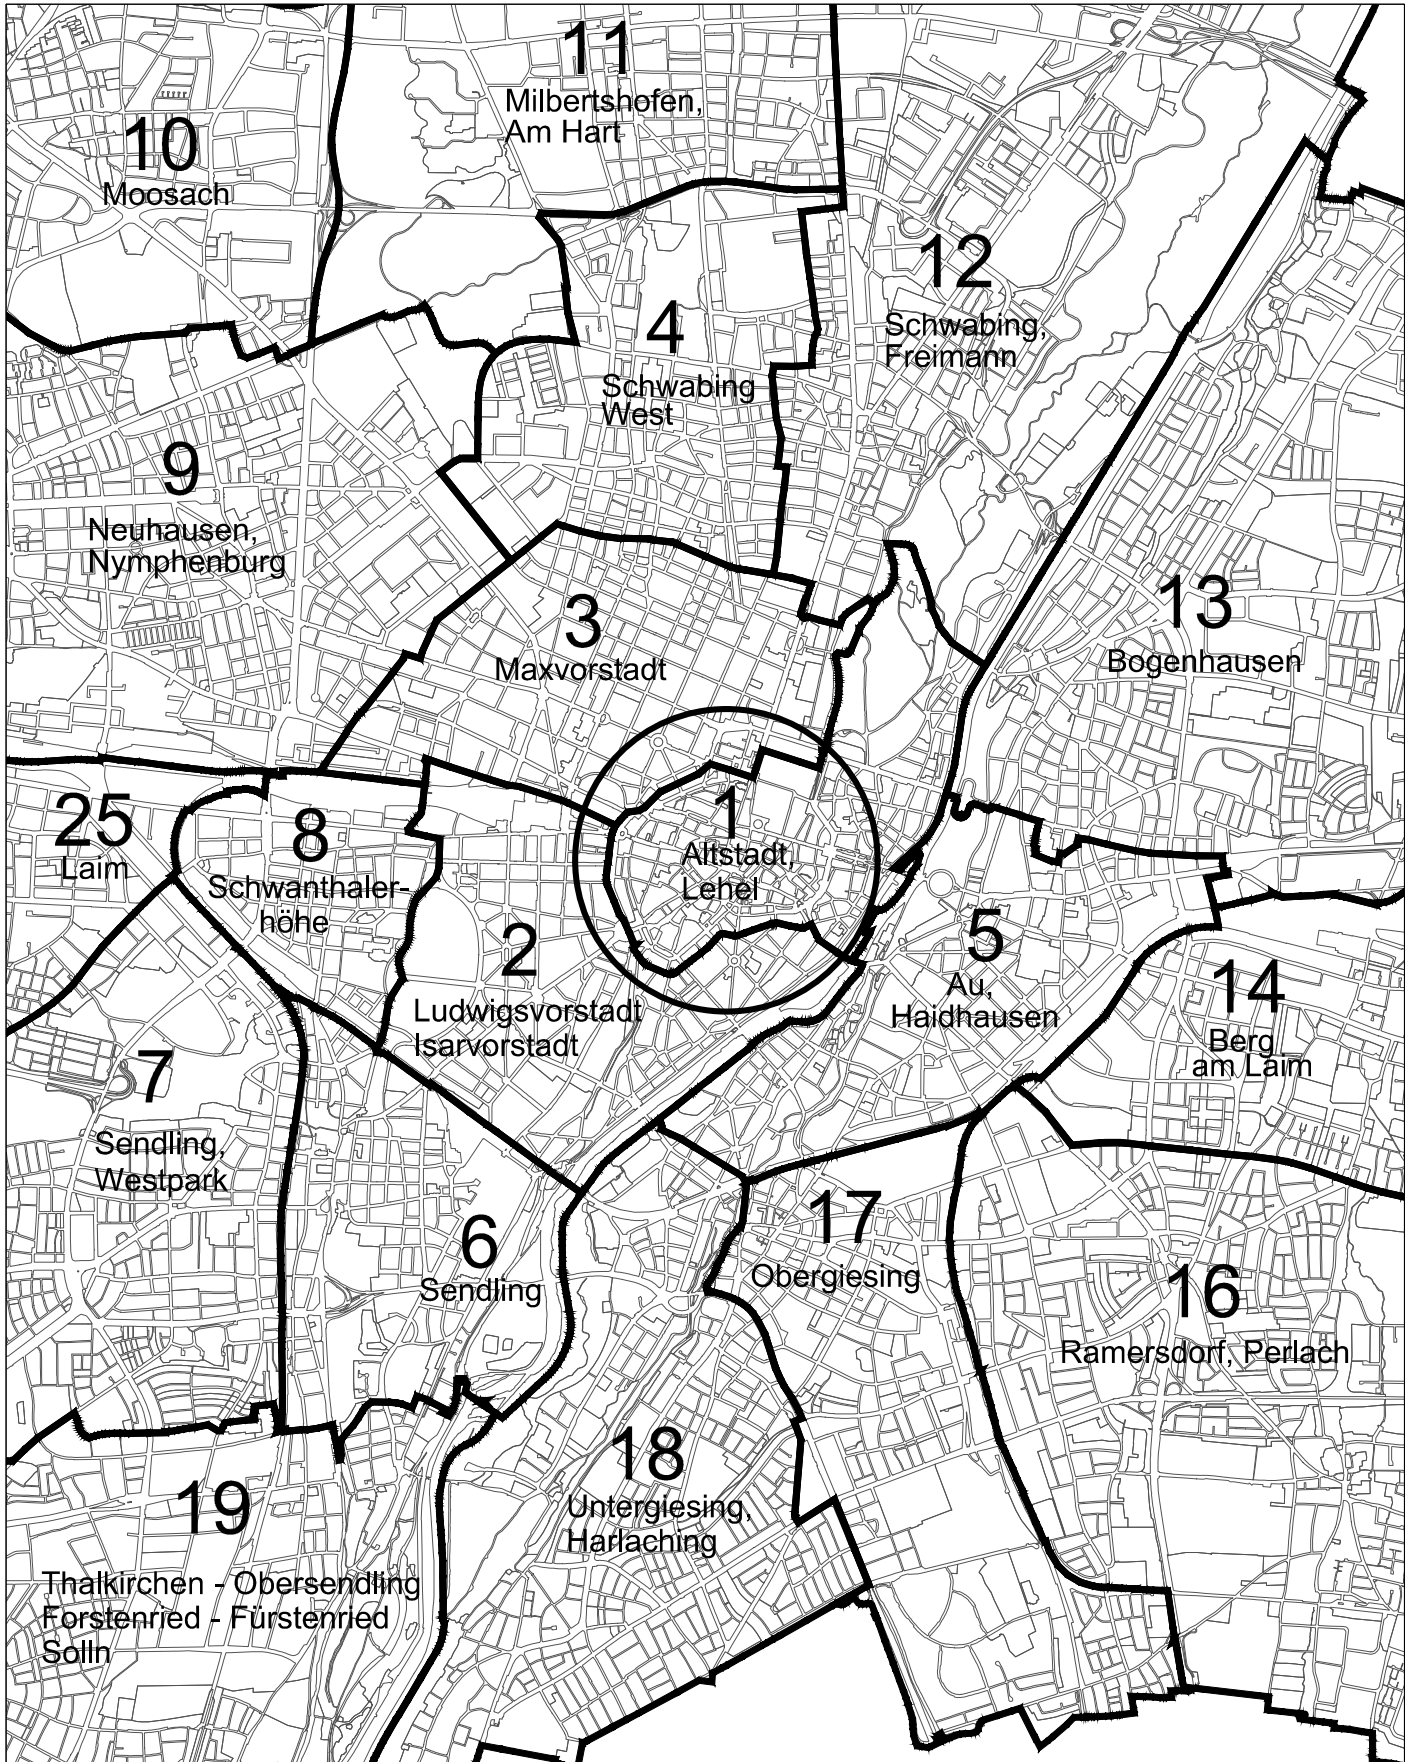 11
Milbertshofen,
Am Hart
10
Moosach
12
Schwabing,
Freimann
4
Schwabing
West
9
Neuhausen,
Nymphenburg
3
Maxvorstadt
13
Bogenhausen
25
Laim
8
Schwanthaler-
höhe
1
Altstadt,
Lehel
2
Ludwigsvorstadt
Isarvorstadt
5
Au,
Haidhausen
14
Berg
am Laim
7
Sendling,
Westpark
6
Sendling
17
Obergiesing
16
Ramersdorf, Perlach
18
Untergiesing,
Harlaching
19
Thalkirchen - Obersendling
Forstenried - Fürstenried
Solln